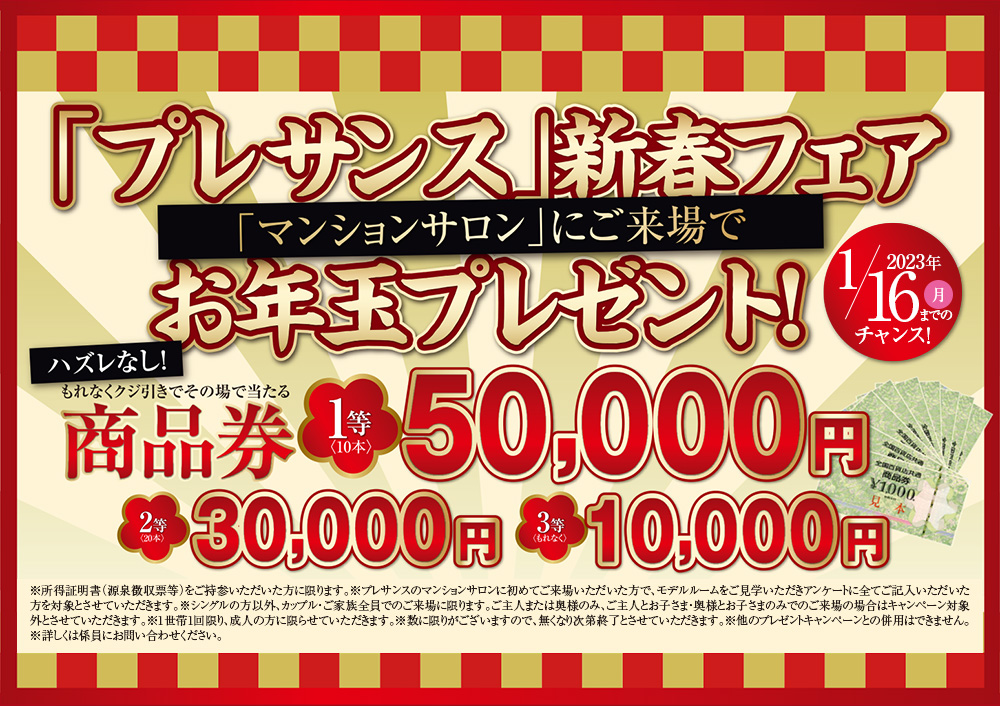 「プレサンス」新春フェア
「マンションサロン」にご来場で
お年玉プレゼント!
2023年
1/16月
までの
チャンス!
ハズレなし!
もれなくクジ引きでその場で当たる
商品券
1等
〈10本〉
50,000円
2等
〈20本〉
30,000円
3等
〈もれなく〉
10,000円
全国百貨店共通
商品券
¥1,000
見本
※所得証明書(源泉徴収票等)をご持参いただいた方に限ります。※プレサンスのマンションサロンに初めてご来場いただいた方で、モデルルームをご見学いただきアンケートに全てご記入いただいた
方を対象とさせていただきます。※シングルの方以外、カップル・ご家族全員でのご来場に限ります。ご主人または奥様のみ、ご主人とお子さま・奥様とお子さまのみでのご来場の場合はキャンペーン対象
外とさせていただきます。※1世帯1回限り、成人の方に限らせていただきます。※数に限りがございますので、無くなり次第終了とさせていただきます。※他のプレゼントキャンペーンとの併用はできません。
※詳しくは係員にお問い合わせください。